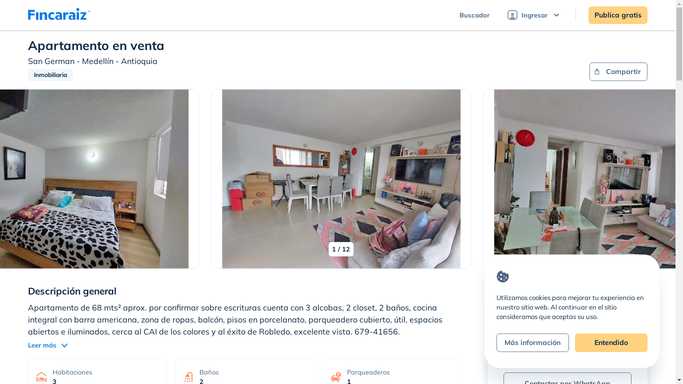 Fincaraiz
Buscador
Ingresar
Publica gratis
Apartamento en venta
San German - Medellín - Antioquia
Inmobiliaria
Compartir
1 / 12
Descripción general
Apartamento de 68 mts² aprox. por confirmar sobre escrituras cuenta con 3 alcobas, 2 closet, 2 baños, cocina
integral con barra americana, zona de ropas, balcón, pisos en porcelanato, parqueadero cubierto, útil, espacios
abiertos e iluminados, cerca al CAI de los colores y al éxito de Robledo, excelente vista. 679-41656.
Leer más
Habitaciones
3
Baños
2
Parqueaderos
1
Utilizamos cookies para mejorar tu experiencia en
nuestro sitio web. Al continuar en el sitio
consideramos que aceptas su uso.
Más información
Entendido
Contactar por WhatsApp